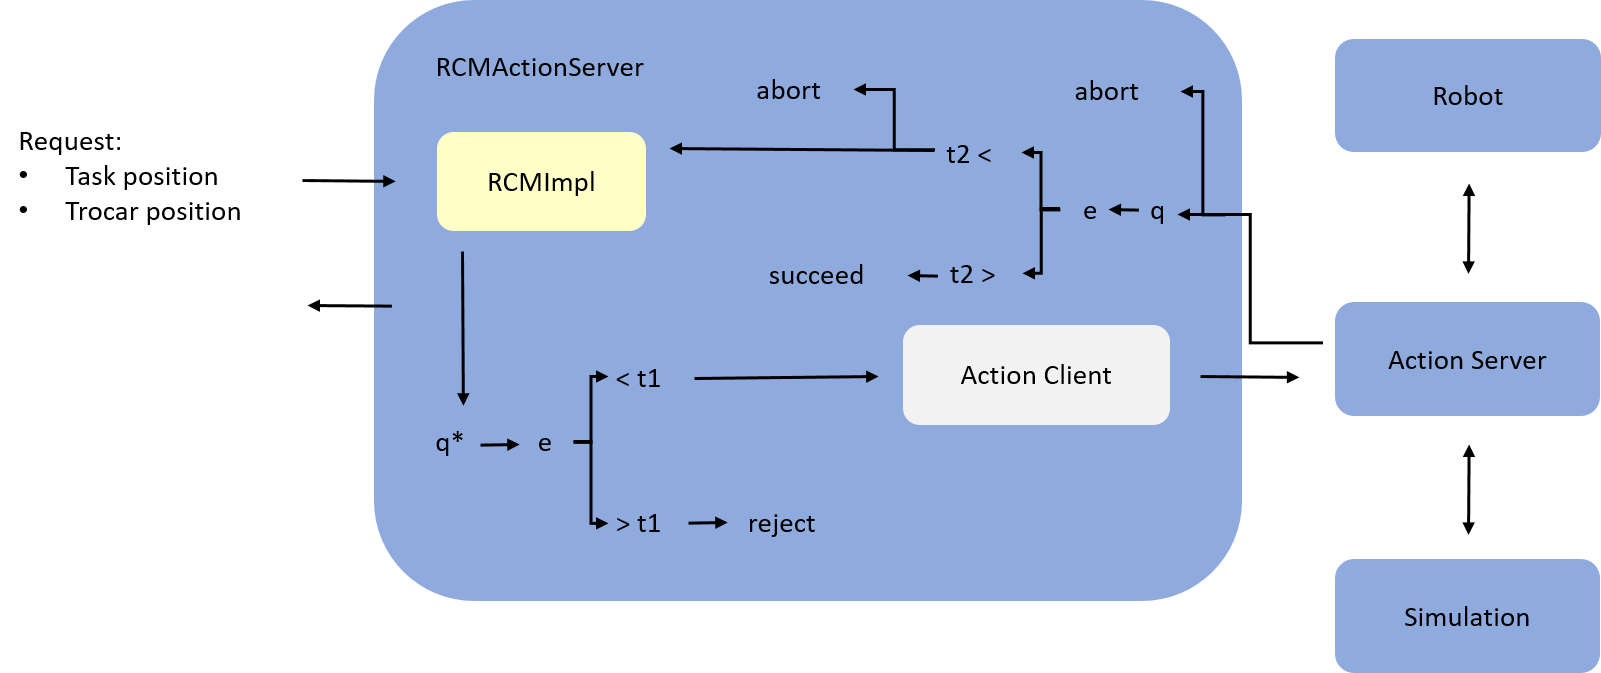 RCMActionServer
Request:
• Task position
• Trocar position
RCMImpl
abort
abort
t2 <
e
q
succeed
t2 >
< t1
Action Client
q*
e
> t1
reject
Robot
Action Server
Simulation